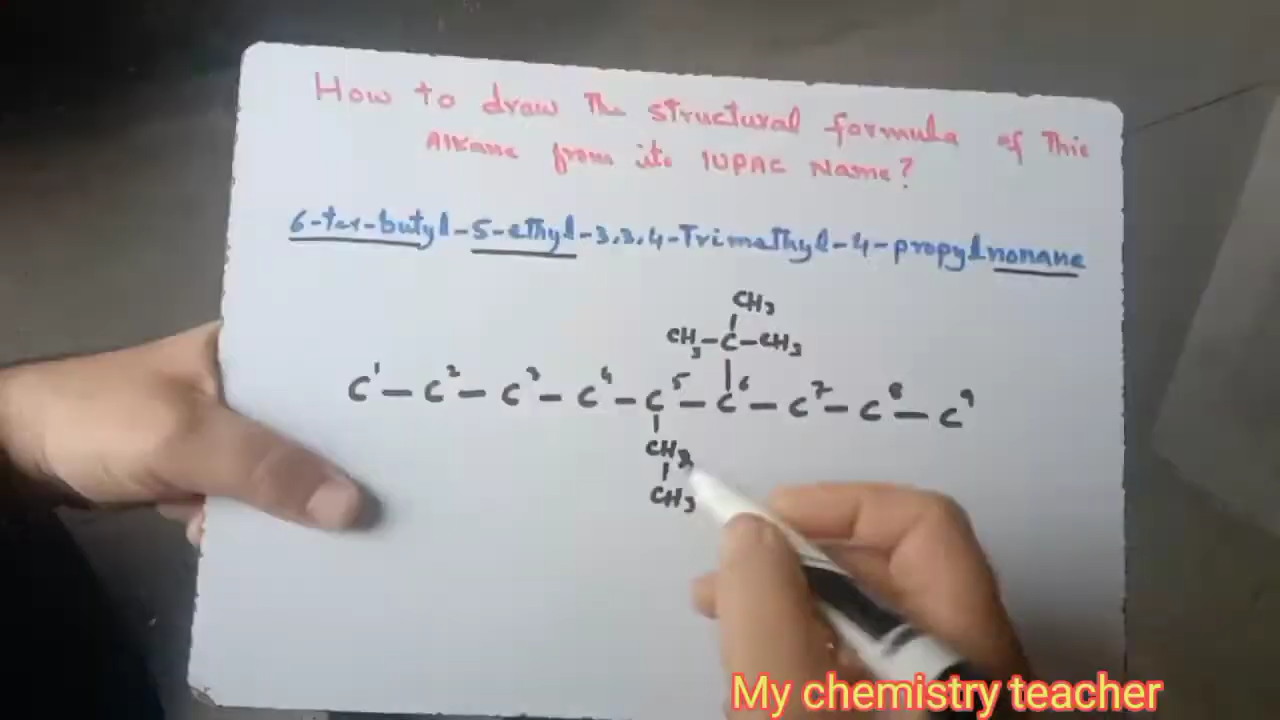 How to draw The structural formula of This
Alkane from its IUPAC Name?
6-ter-butyl-5-ethyl-3,3,4-Trimethyl-4-propylnonane
CH3
CH3-C-CH3
C1-C2-C3-C4-C5-C6-C7-C8-C9
CH2
CH3
My chemistry teacher